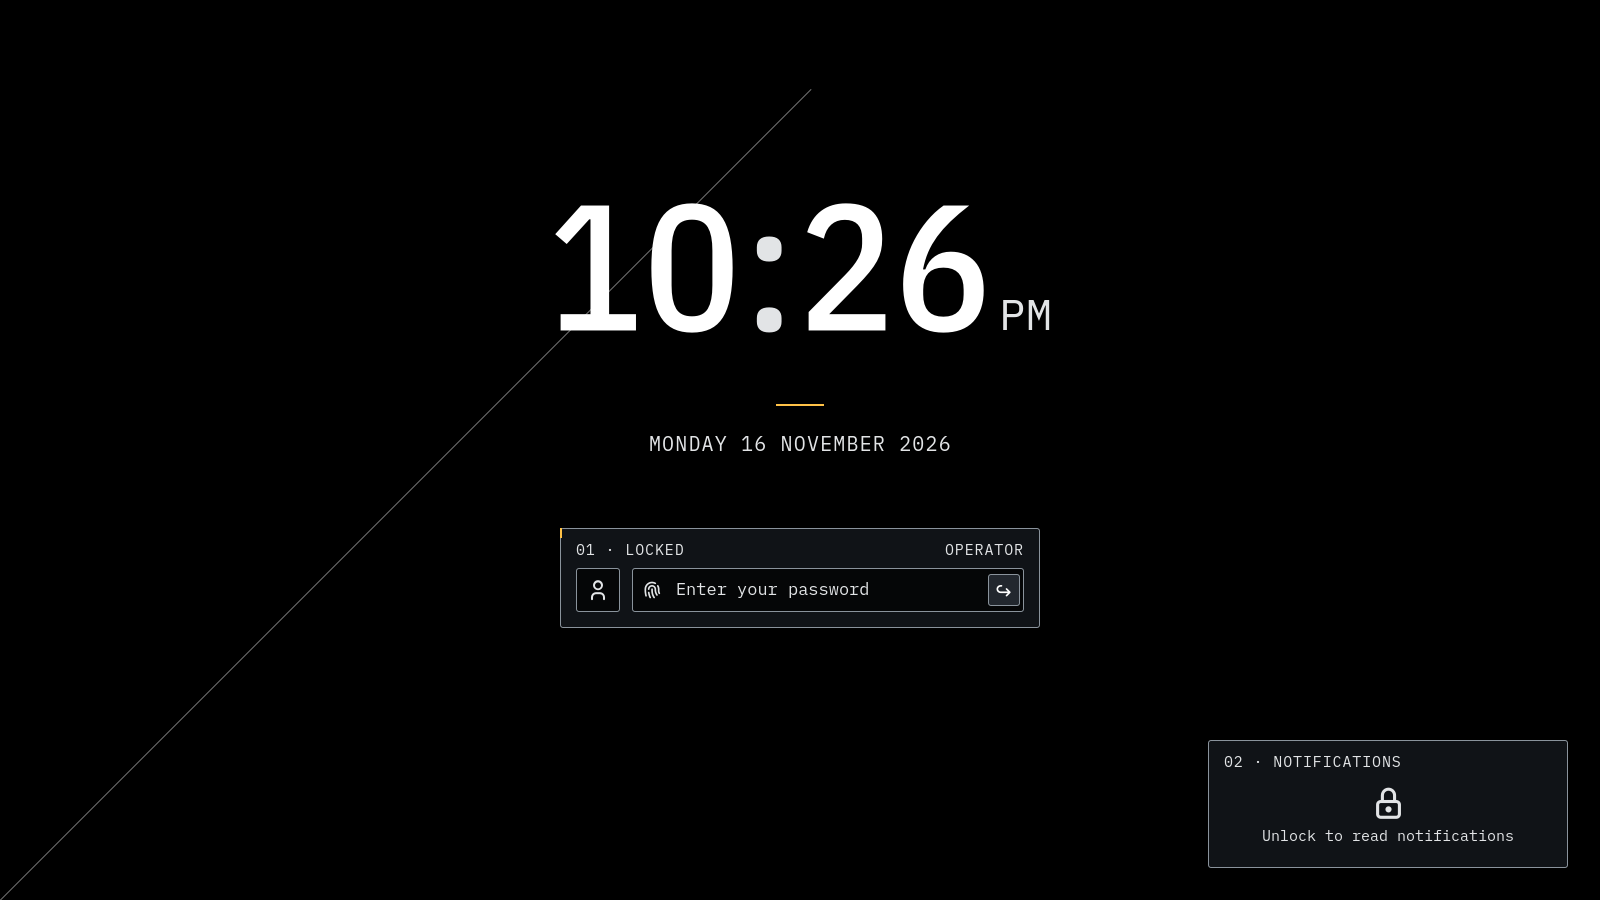 10:26 PM
MONDAY 16 NOVEMBER 2026
01 · LOCKED OPERATOR
Enter your password
02 · NOTIFICATIONS
Unlock to read notifications